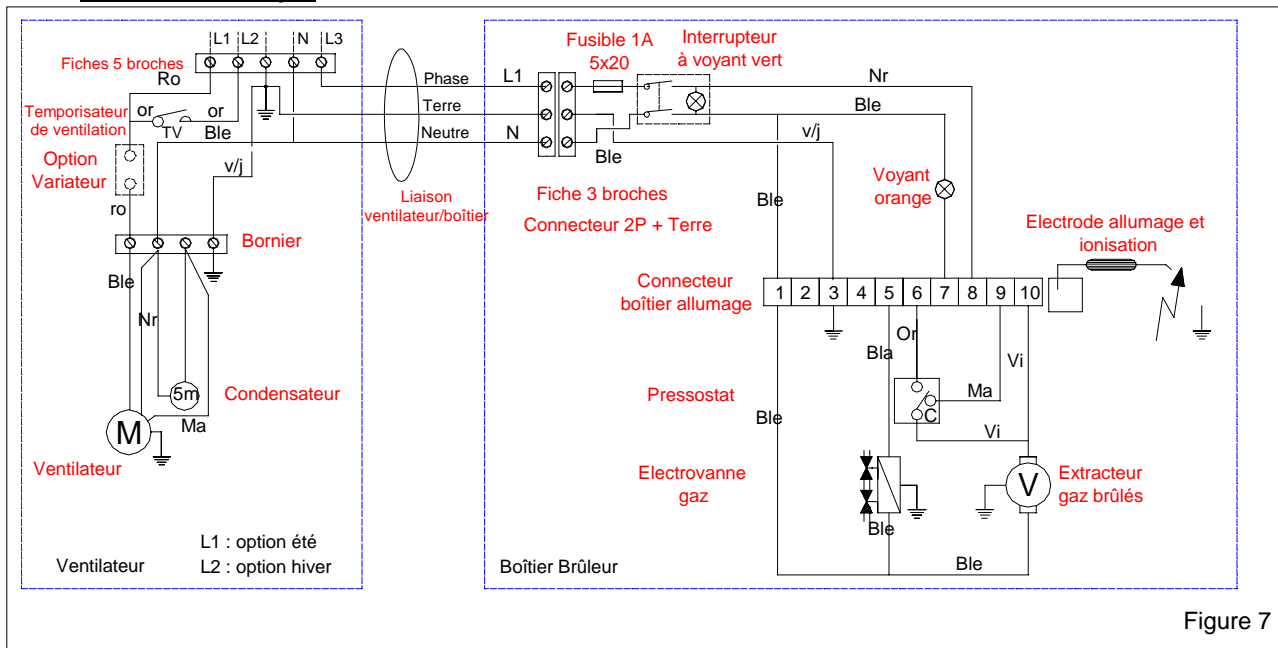 L1 L2 N L3
Fiches 5 broches
Ro
or or
Temporisateur
de ventilation
TV
Ble
Option
Variateur
v/j
ro
Bornier
Ble
Nr
5m
Condensateur
Ma
M
Ventilateur
L1 : option été
L2 : option hiver
Ventilateur
Phase
Terre
Neutre
Liaison
ventilateur/boîtier
L1
N
Fusible 1A
5x20
Interrupteur
à voyant vert
Nr
Ble
v/j
Ble
Fiche 3 broches
Connecteur 2P + Terre
Ble
Voyant
orange
Electrode allumage et
ionisation
Connecteur
boîtier allumage
1 2 3 4 5 6 7 8 9 10
Bla
Or
Vi
Pressostat
Ma
C
Vi
Ble
Electrovanne
gaz
Ble
V
Extracteur
gaz brûlés
Ble
Boîtier Brûleur
Figure 7